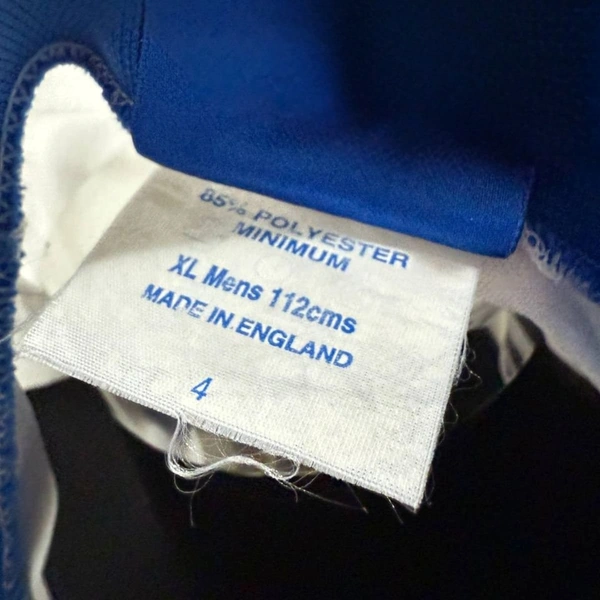 85% POLYESTER
MINIMUM
XL Mens 112cms
MADE IN ENGLAND
4